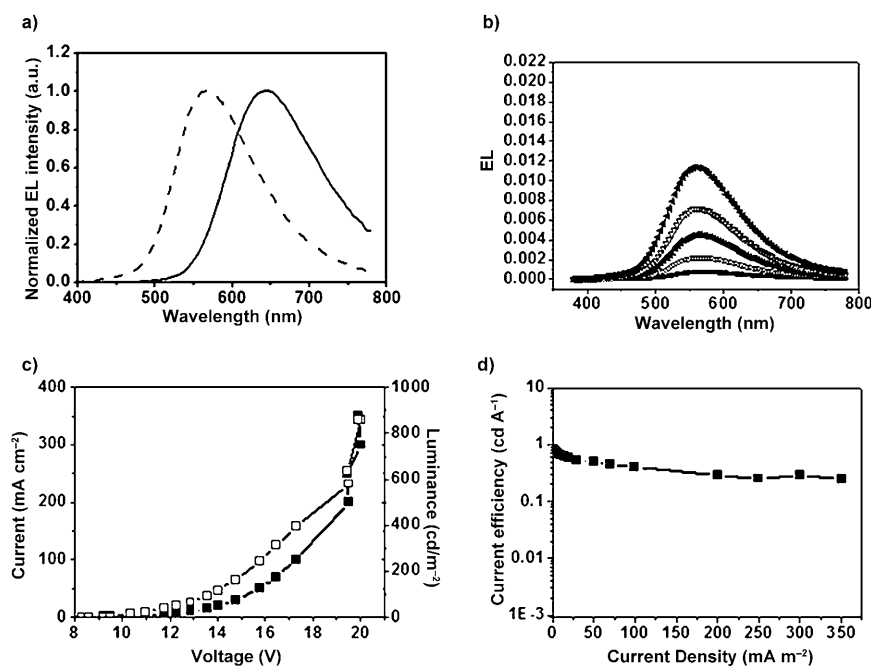 a)
Normalized EL intensity (a.u.)
1.2
1.0
0.8
0.6
0.4
0.2
0.0
400 500 600 700 800
Wavelength (nm)
b)
EL
0.022
0.020
0.018
0.016
0.014
0.012
0.010
0.008
0.006
0.004
0.002
0.000
400 500 600 700 800
Wavelength (nm)
c)
Current (mA cm⁻²)
400
300
200
100
0
8 10 12 14 16 18 20
Voltage (V)
1000
800
600
400
200
0
Luminance (cd/m⁻²)
d)
Current efficiency (cd A⁻¹)
10
1
0.1
0.01
1E-3
0 50 100 150 200 250 300 350
Current Density (mA m⁻²)